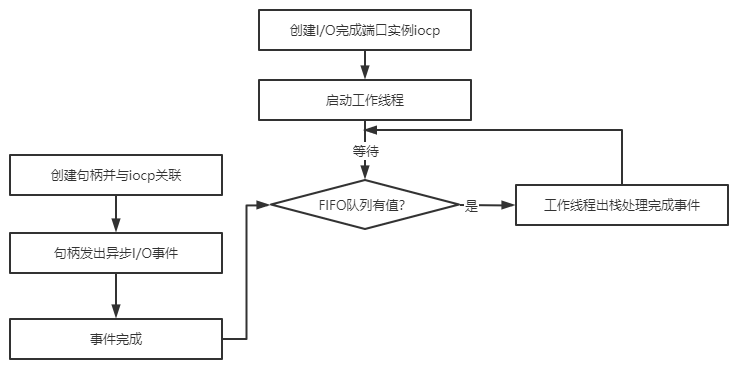 创建I/O完成端口实例iocp
启动工作线程
等待
创建句柄并与iocp关联
FIFO队列有值?
是
工作线程出栈处理完成事件
句柄发出异步I/O事件
事件完成